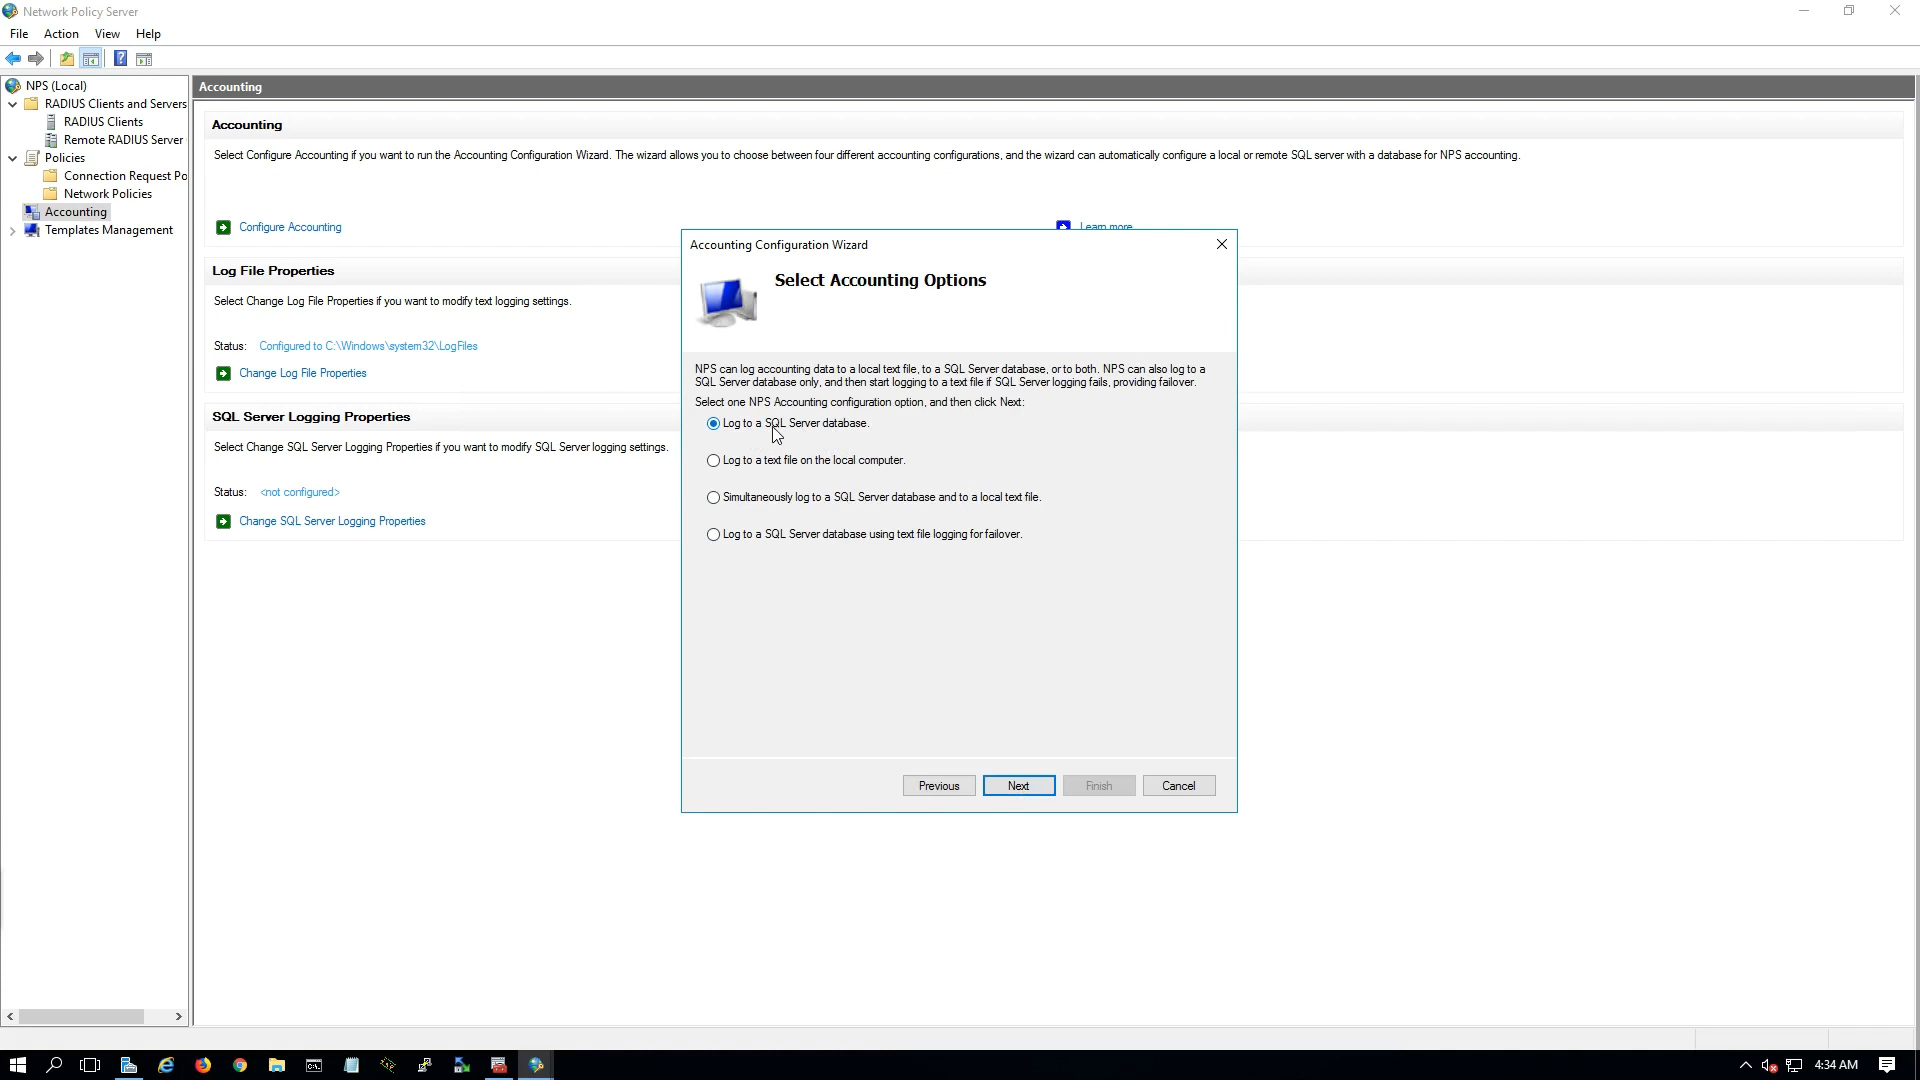 Network Policy Server
File Action View Help
NPS (Local)
RADIUS Clients and Servers
RADIUS Clients
Remote RADIUS Server
Policies
Connection Request Po
Network Policies
Accounting
Templates Management
Accounting
Accounting
Select Configure Accounting if you want to run the Accounting Configuration Wizard. The wizard allows you to choose between four different accounting configurations, and the wizard can automatically configure a local or remote SQL server with a database for NPS accounting.
Configure Accounting
Learn more
Log File Properties
Select Change Log File Properties if you want to modify text logging settings.
Status: Configured to C:\Windows\system32\LogFiles
Change Log File Properties
SQL Server Logging Properties
Select Change SQL Server Logging Properties if you want to modify SQL Server logging settings.
Status: <not configured>
Change SQL Server Logging Properties
Accounting Configuration Wizard
Select Accounting Options
NPS can log accounting data to a local text file, to a SQL Server database, or to both. NPS can also log to a
SQL Server database only, and then start logging to a text file if SQL Server logging fails, providing failover.
Select one NPS Accounting configuration option, and then click Next:
Log to a SQL Server database.
Log to a text file on the local computer.
Simultaneously log to a SQL Server database and to a local text file.
Log to a SQL Server database using text file logging for failover.
Previous Next Finish Cancel
4:34 AM